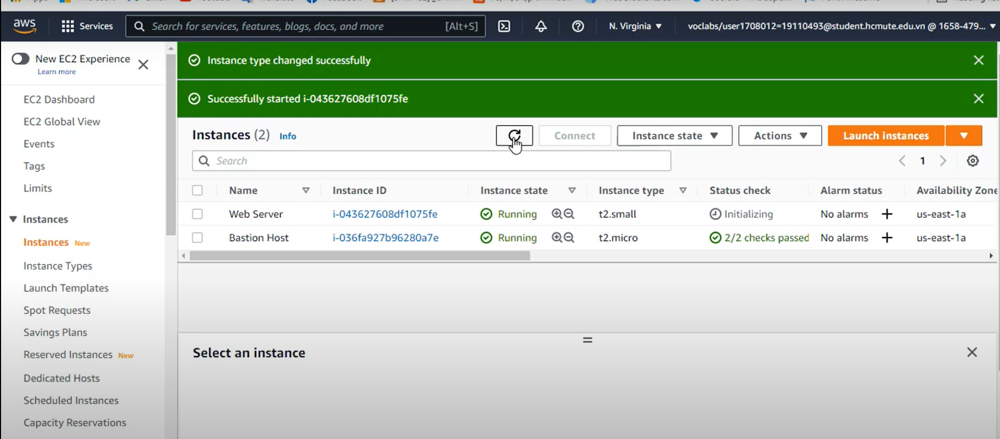 aws
Services
Search for services, features, blogs, docs, and more
[Alt+S]
N. Virginia
voclabs/user1708012=19110493@student.hcmute.edu.vn @ 1658-479...
New EC2 Experience
Learn more
EC2 Dashboard
EC2 Global View
Events
Tags
Limits
Instances
Instances New
Instance Types
Launch Templates
Spot Requests
Savings Plans
Reserved Instances New
Dedicated Hosts
Scheduled Instances
Capacity Reservations
Instance type changed successfully
Successfully started i-043627608df1075fe
Instances (2) Info
Connect
Instance state
Actions
Launch instances
Search
1
Name Instance ID Instance state Instance type Status check Alarm status Availability Zone
Web Server i-043627608df1075fe Running t2.small Initializing No alarms + us-east-1a
Bastion Host i-036fa927b96280a7e Running t2.micro 2/2 checks passed No alarms + us-east-1a
Select an instance